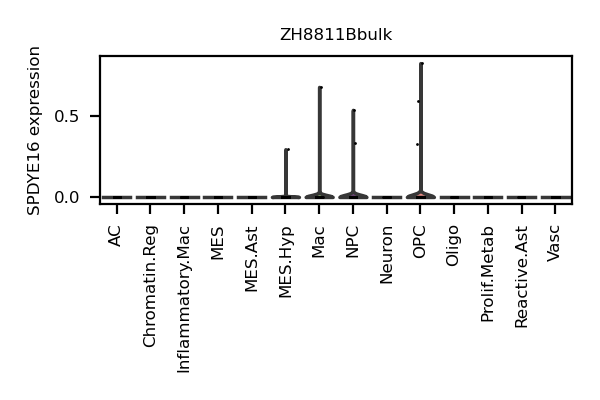 ZH8811Bbulk
SPDYE16 expression
0.5
0.0
AC
Chromatin.Reg
Inflammatory.Mac
MES
MES.Ast
MES.Hyp
Mac
NPC
Neuron
OPC
Oligo
Prolif.Metab
Reactive.Ast
Vasc